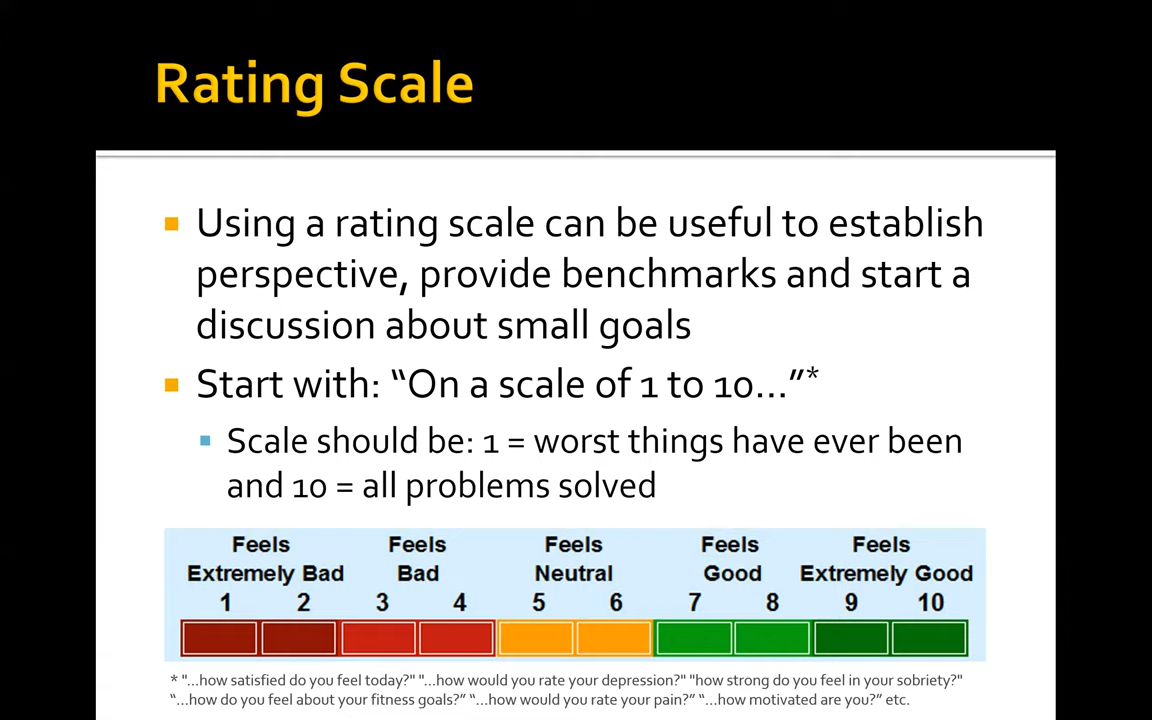 Rating Scale
Using a rating scale can be useful to establish
perspective, provide benchmarks and start a
discussion about small goals
Start with: “On a scale of 1 to 10…”*
Scale should be: 1 = worst things have ever been
and 10 = all problems solved
Feels Feels Feels Feels Feels
Extremely Bad Bad Neutral Good Extremely Good
1 2 3 4 5 6 7 8 9 10
* "…how satisfied do you feel today?" "…how would you rate your depression?" "how strong do you feel in your sobriety?"
“…how do you feel about your fitness goals?” “…how would you rate your pain?” “…how motivated are you?” etc.